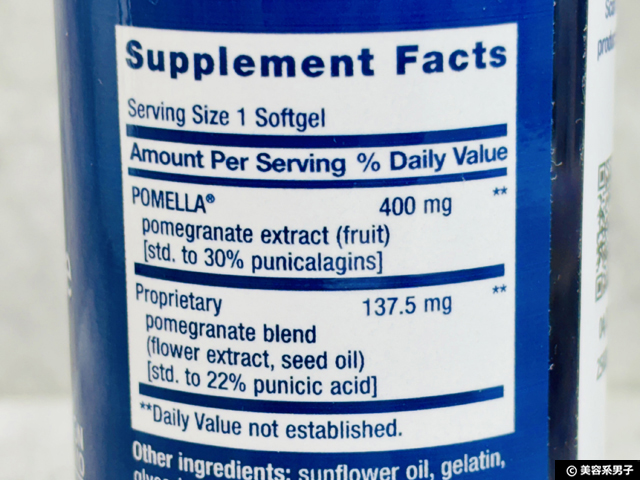 Supplement Facts
Serving Size 1 Softgel
Amount Per Serving % Daily Value
POMELLA® 400 mg **
pomegranate extract (fruit)
[std. to 30% punicalagins]
Proprietary 137.5 mg **
pomegranate blend
(flower extract, seed oil)
[std. to 22% punicic acid]
**Daily Value not established.
Other ingredients: sunflower oil, gelatin,
© 美容系男子